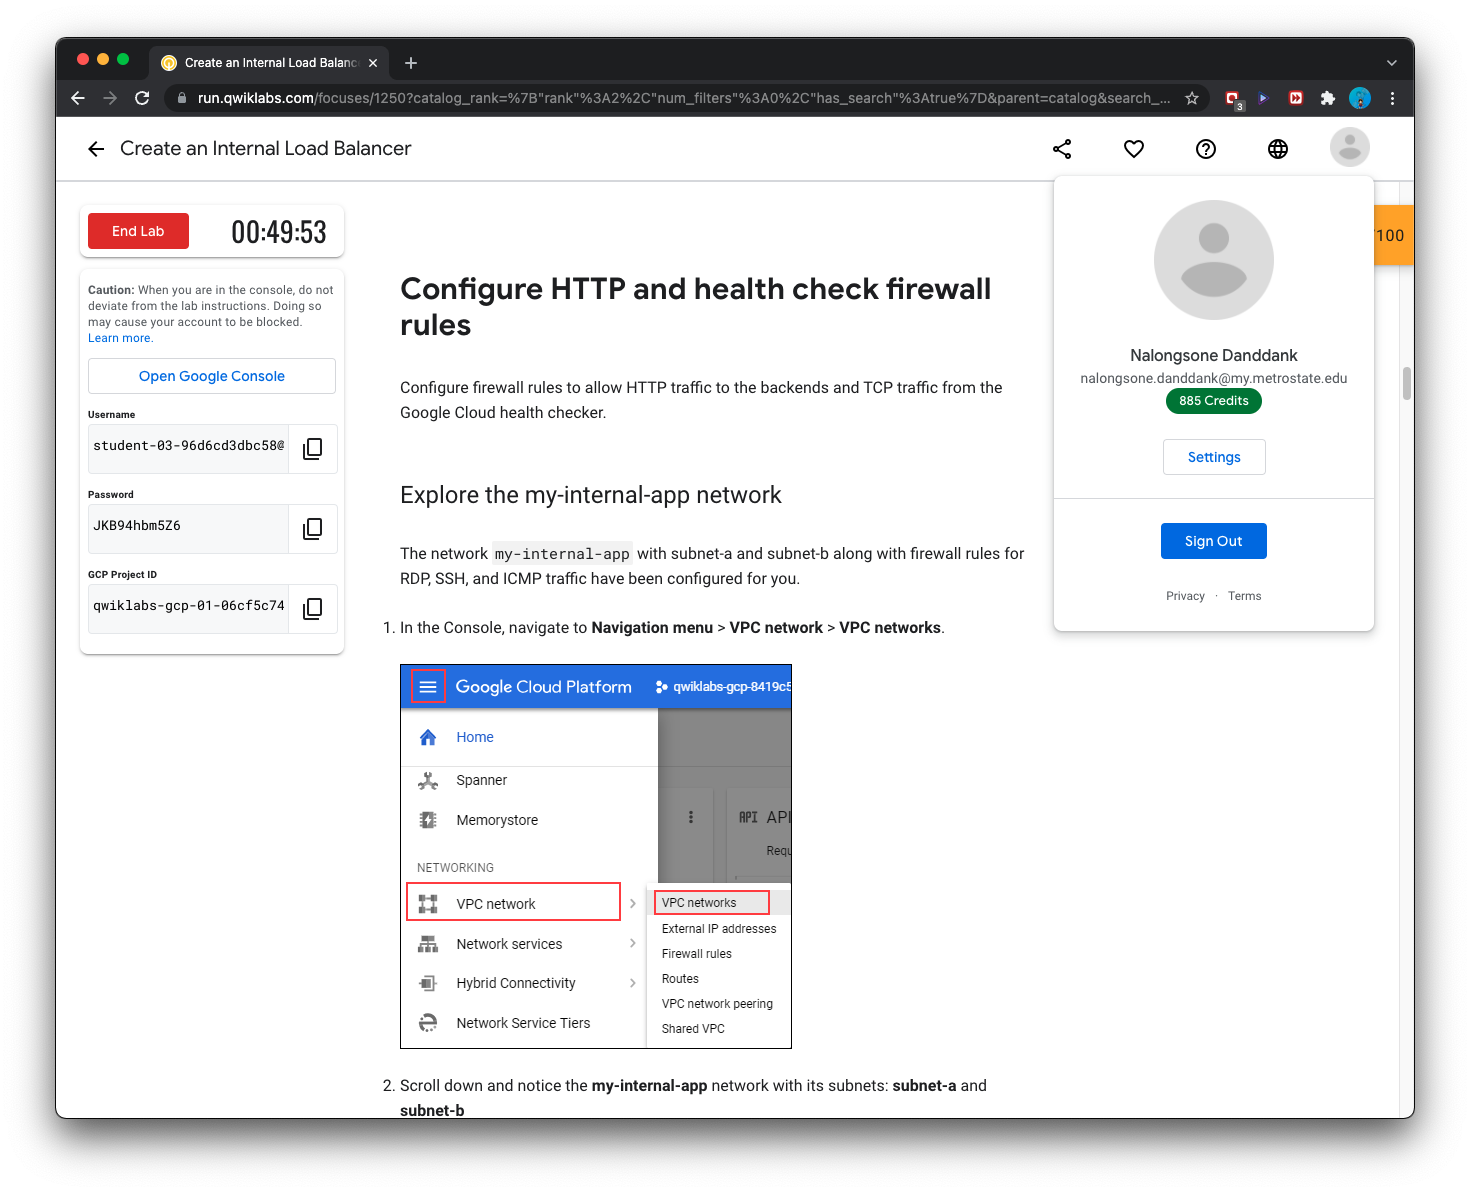 Create an Internal Load Balanc
run.qwiklabs.com/focuses/1250?catalog_rank=%7B"rank"%3A2%2C"num_filters"%3A0%2C"has_search"%3Atrue%7D&parent=catalog&search_...
3
Create an Internal Load Balancer
End Lab
00:49:53
/100
Caution: When you are in the console, do not
deviate from the lab instructions. Doing so
may cause your account to be blocked.
Learn more.
Open Google Console
Username
student-03-96d6cd3dbc58@
Password
JKB94hbm5Z6
GCP Project ID
qwiklabs-gcp-01-06cf5c74
Configure HTTP and health check firewall
rules
Configure firewall rules to allow HTTP traffic to the backends and TCP traffic from the
Google Cloud health checker.
Explore the my-internal-app network
The network my-internal-app with subnet-a and subnet-b along with firewall rules for
RDP, SSH, and ICMP traffic have been configured for you.
1. In the Console, navigate to Navigation menu > VPC network > VPC networks.
Google Cloud Platform
qwiklabs-gcp-8419c5
Home
Spanner
Memorystore
NETWORKING
VPC network
Network services
Hybrid Connectivity
Network Service Tiers
API API
Requ
VPC networks
External IP addresses
Firewall rules
Routes
VPC network peering
Shared VPC
2. Scroll down and notice the my-internal-app network with its subnets: subnet-a and
subnet-b
Nalongsone Danddank
nalongsone.danddank@my.metrostate.edu
885 Credits
Settings
Sign Out
Privacy · Terms